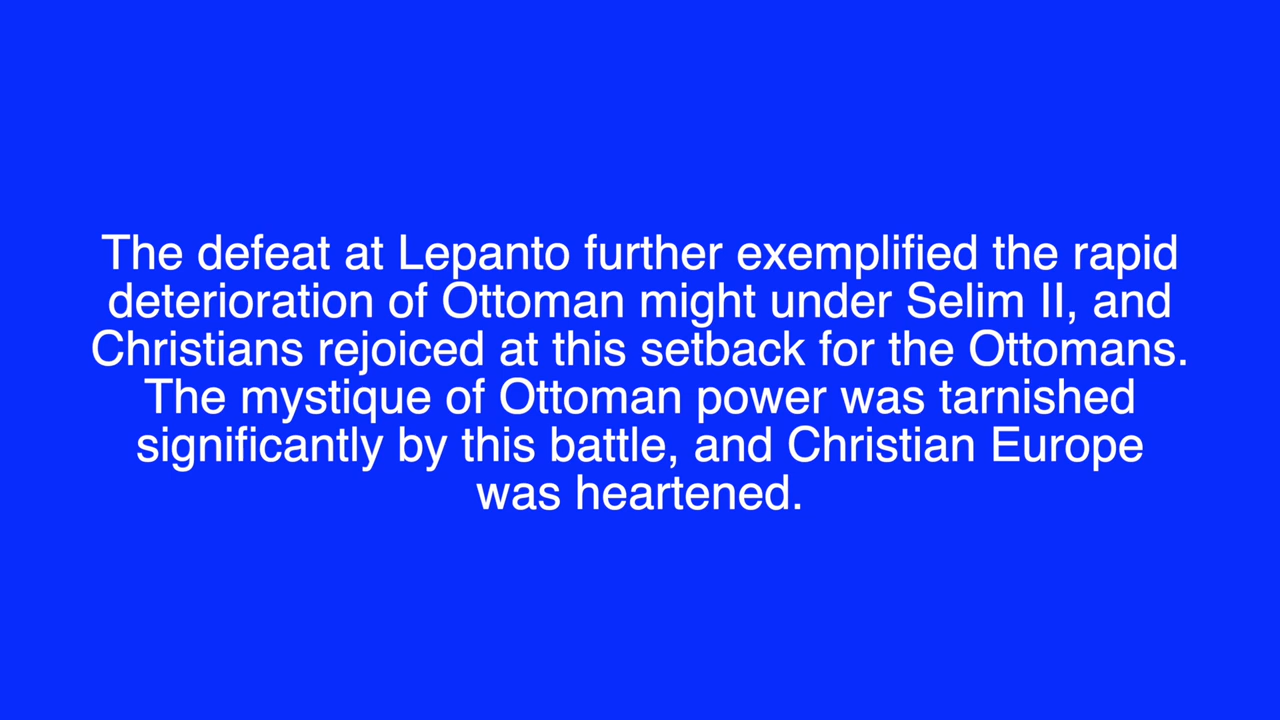 The defeat at Lepanto further exemplified the rapid
deterioration of Ottoman might under Selim II, and
Christians rejoiced at this setback for the Ottomans.
The mystique of Ottoman power was tarnished
significantly by this battle, and Christian Europe
was heartened.